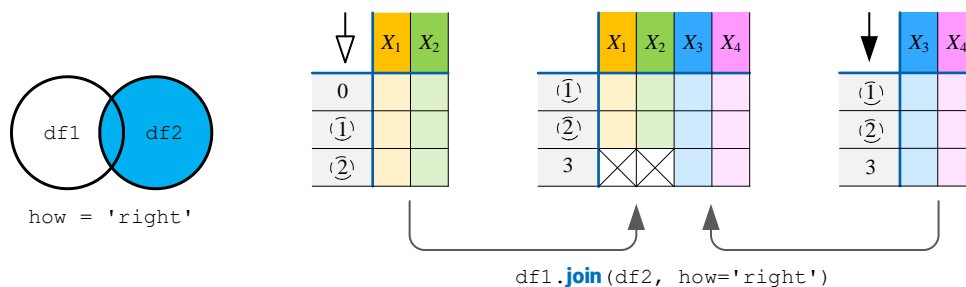 X1 X2
0
1
2
X1 X2 X3 X4
1
2
3
X3 X4
1
2
3
df1 df2
how = 'right'
df1.join(df2, how='right')